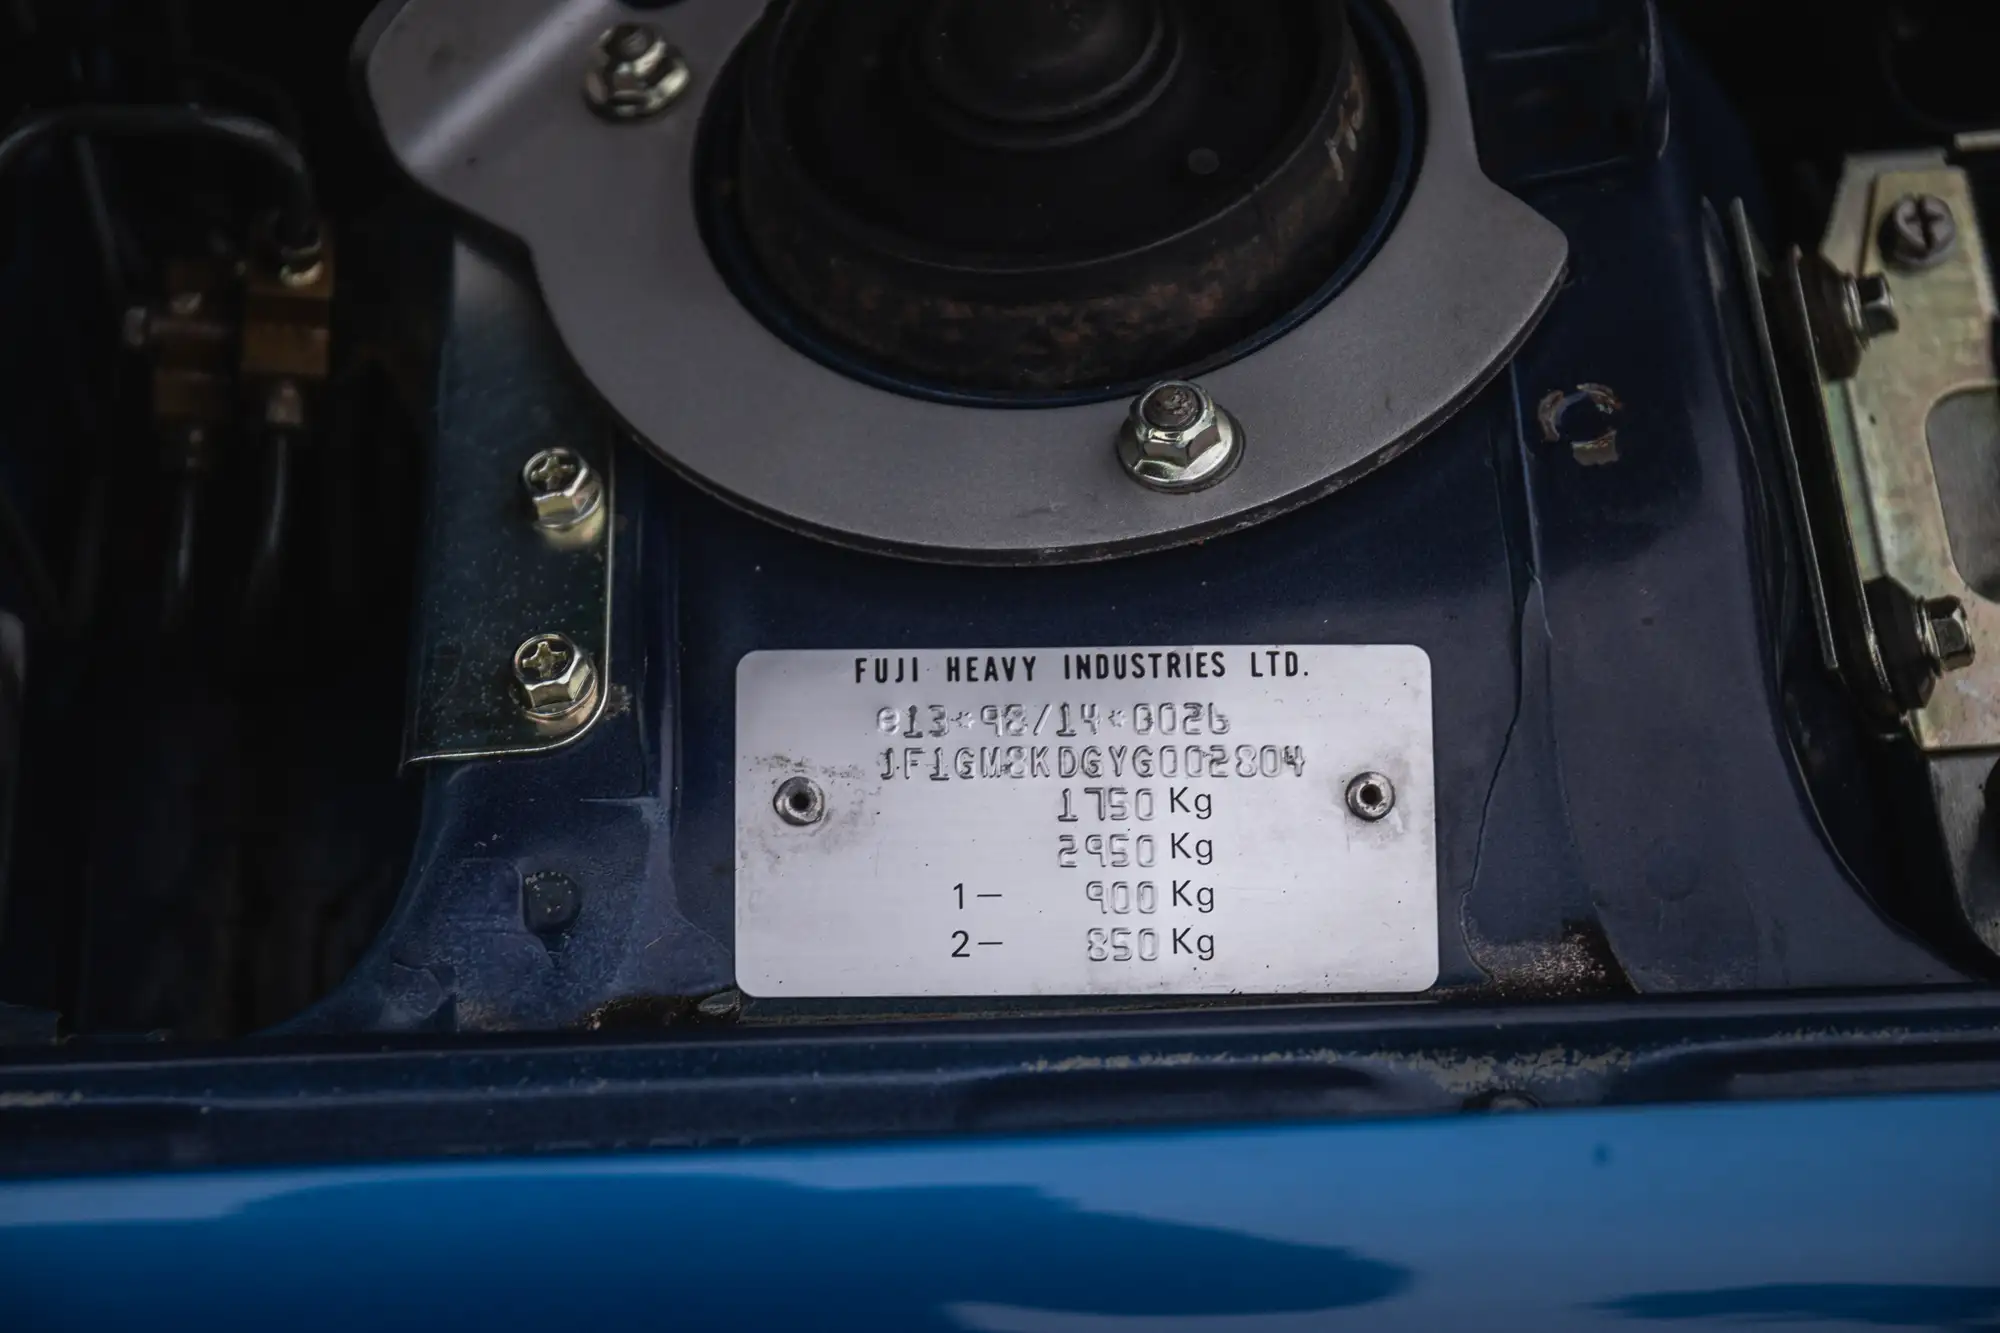 FUJI HEAVY INDUSTRIES LTD.
e13*98/14*0026
JF1GM8KDGYG002804
1750 Kg
2950 Kg
1- 900 Kg
2- 850 Kg